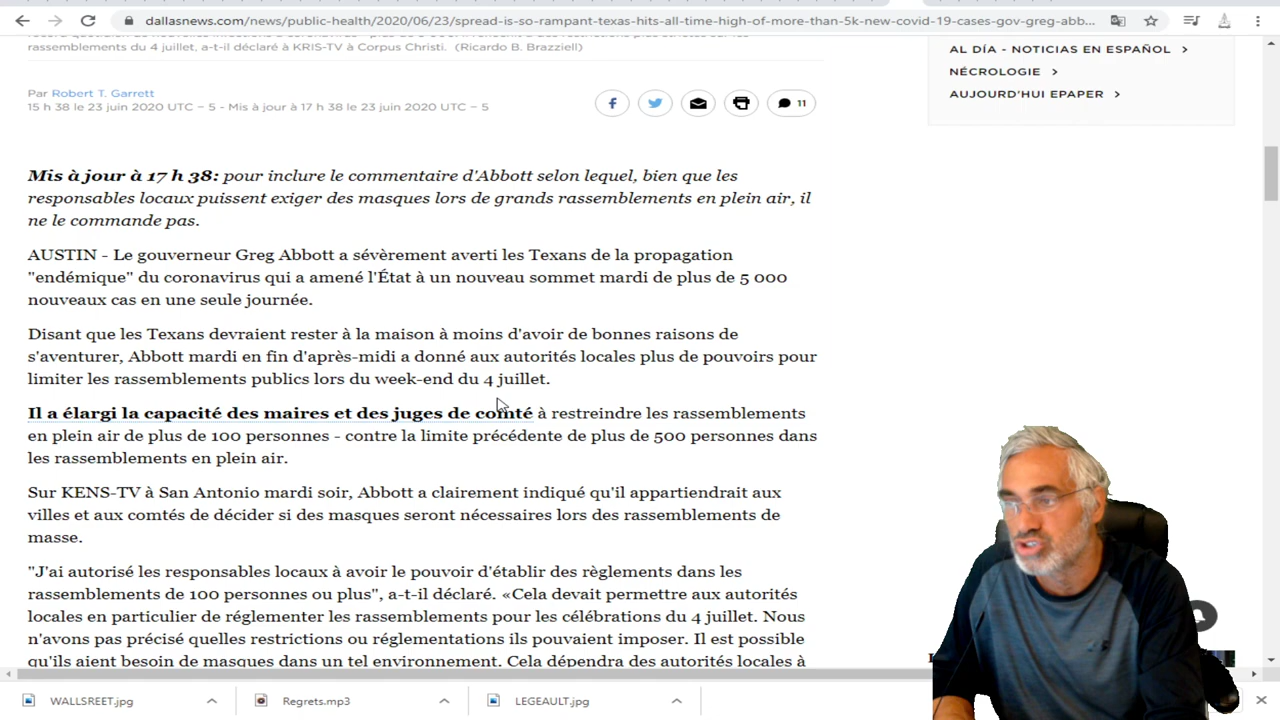 dallasnews.com/news/public-health/2020/06/23/spread-is-so-rampant-texas-hits-all-time-high-of-more-than-5k-new-covid-19-cases-gov-greg-abb...
rassemblements du 4 juillet, a-t-il déclaré à KRIS-TV à Corpus Christi. (Ricardo B. Brazziell)
AL DÍA - NOTICIAS EN ESPAÑOL >
NÉCROLOGIE >
AUJOURD'HUI EPAPER >
Par Robert T. Garrett
15 h 38 le 23 juin 2020 UTC − 5 - Mis à jour à 17 h 38 le 23 juin 2020 UTC − 5
11
Mis à jour à 17 h 38: pour inclure le commentaire d'Abbott selon lequel, bien que les
responsables locaux puissent exiger des masques lors de grands rassemblements en plein air, il
ne le commande pas.
AUSTIN - Le gouverneur Greg Abbott a sévèrement averti les Texans de la propagation
"endémique" du coronavirus qui a amené l'État à un nouveau sommet mardi de plus de 5 000
nouveaux cas en une seule journée.
Disant que les Texans devraient rester à la maison à moins d'avoir de bonnes raisons de
s'aventurer, Abbott mardi en fin d'après-midi a donné aux autorités locales plus de pouvoirs pour
limiter les rassemblements publics lors du week-end du 4 juillet.
Il a élargi la capacité des maires et des juges de comté à restreindre les rassemblements
en plein air de plus de 100 personnes - contre la limite précédente de plus de 500 personnes dans
les rassemblements en plein air.
Sur KENS-TV à San Antonio mardi soir, Abbott a clairement indiqué qu'il appartiendrait aux
villes et aux comtés de décider si des masques seront nécessaires lors des rassemblements de
masse.
"J'ai autorisé les responsables locaux à avoir le pouvoir d'établir des règlements dans les
rassemblements de 100 personnes ou plus", a-t-il déclaré. «Cela devait permettre aux autorités
locales en particulier de réglementer les rassemblements pour les célébrations du 4 juillet. Nous
n'avons pas précisé quelles restrictions ou réglementations ils pouvaient imposer. Il est possible
qu'ils aient besoin de masques dans un tel environnement. Cela dépendra des autorités locales à
WALLSREET.jpg
Regrets.mp3
LEGEAULT.jpg